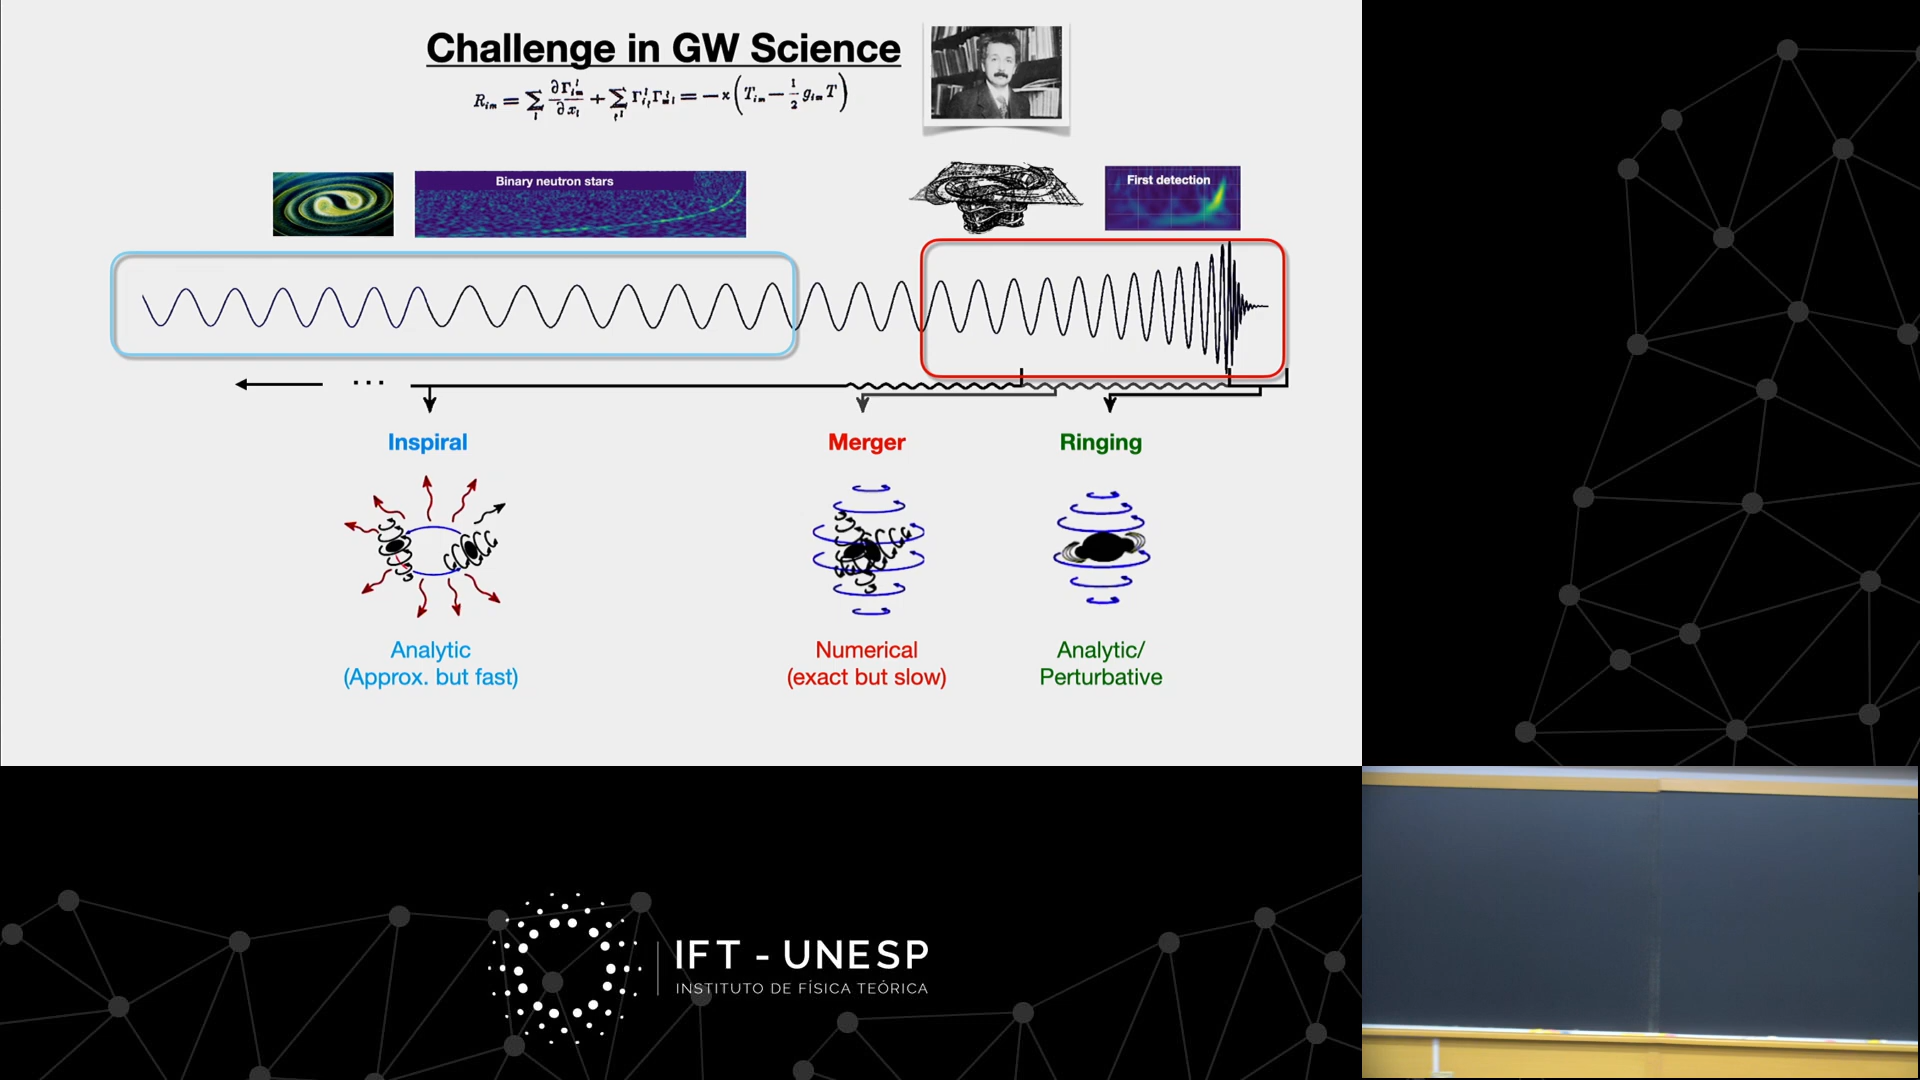 Challenge in GW Science
Binary neutron stars
First detection
...
Inspiral
Merger
Ringing
Analytic
(Approx. but fast)
Numerical
(exact but slow)
Analytic/
Perturbative
IFT - UNESP
INSTITUTO DE FÍSICA TEÓRICA